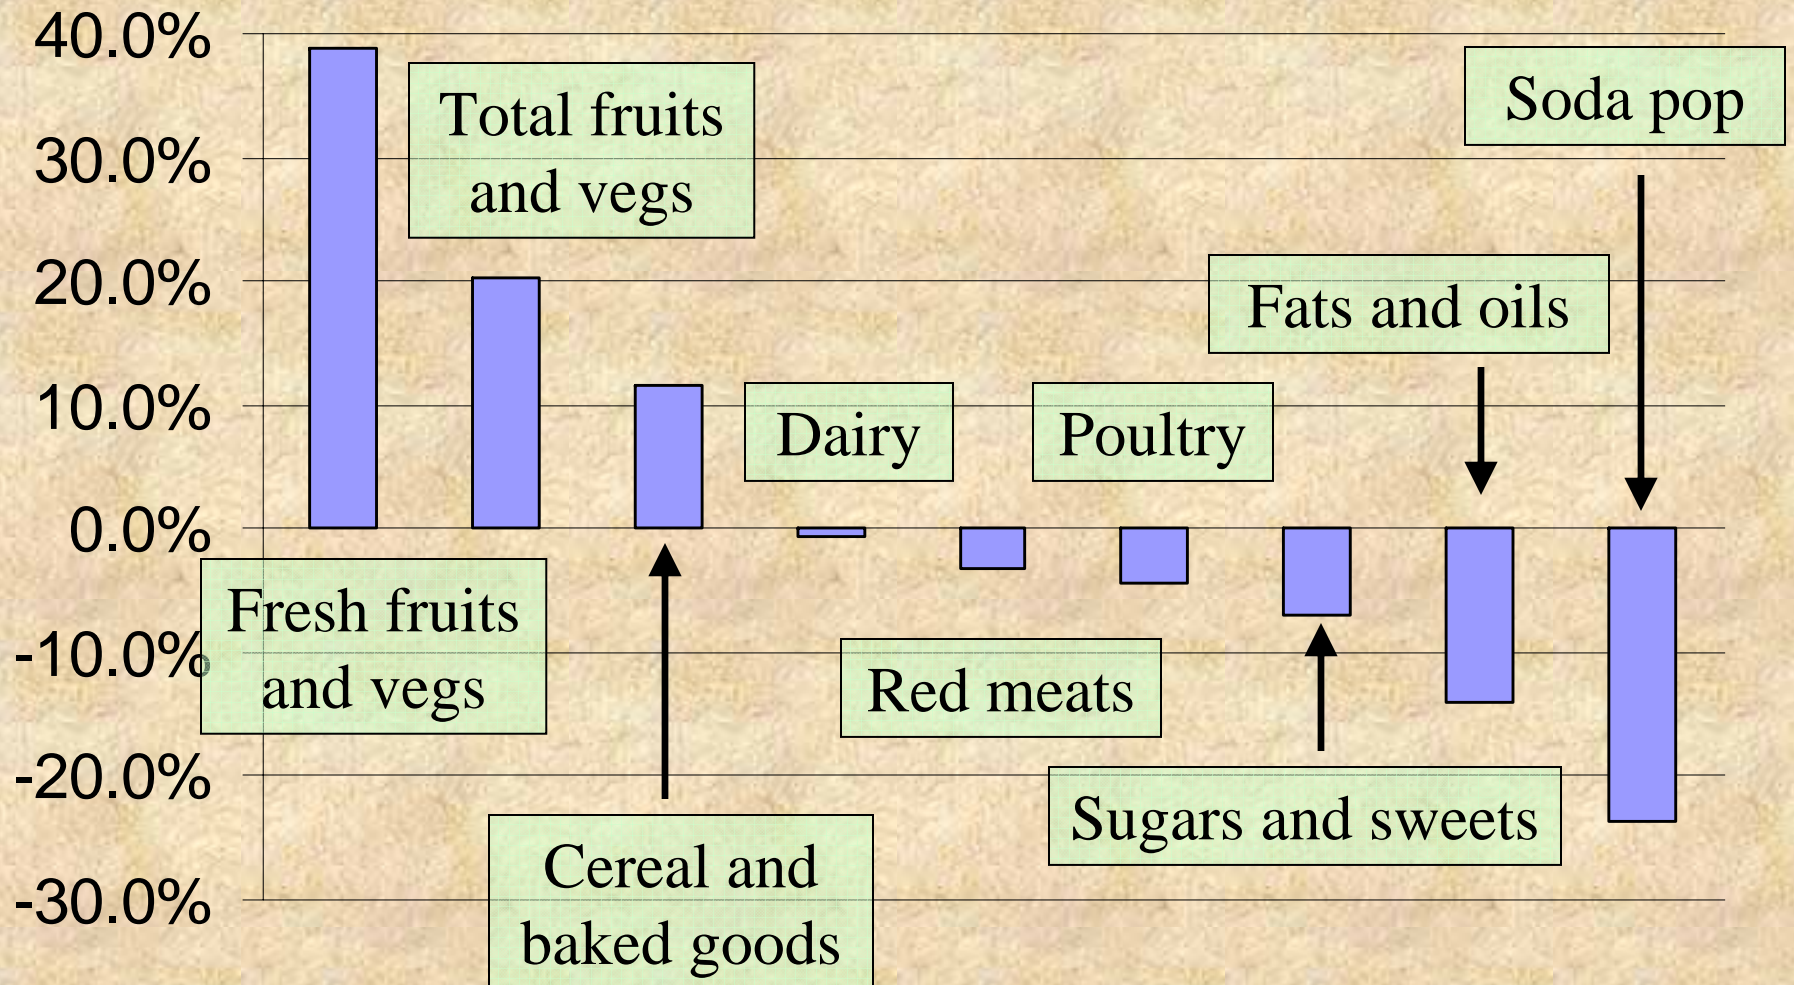 40.0%
30.0%
20.0%
10.0%
0.0%
-10.0%
-20.0%
-30.0%
Fresh fruits
and vegs
Total fruits
and vegs
Cereal and
baked goods
Dairy
Red meats
Poultry
Sugars and sweets
Fats and oils
Soda pop